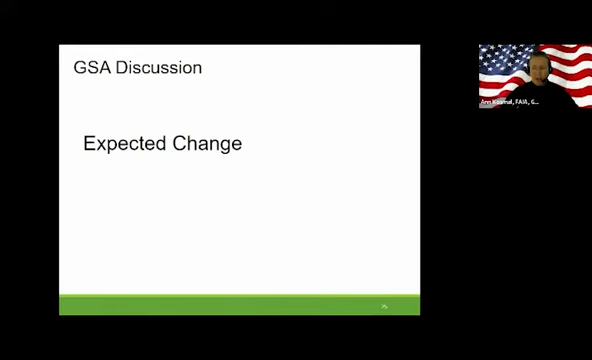 GSA Discussion
Expected Change
Ann Kosmal, FAIA, G...